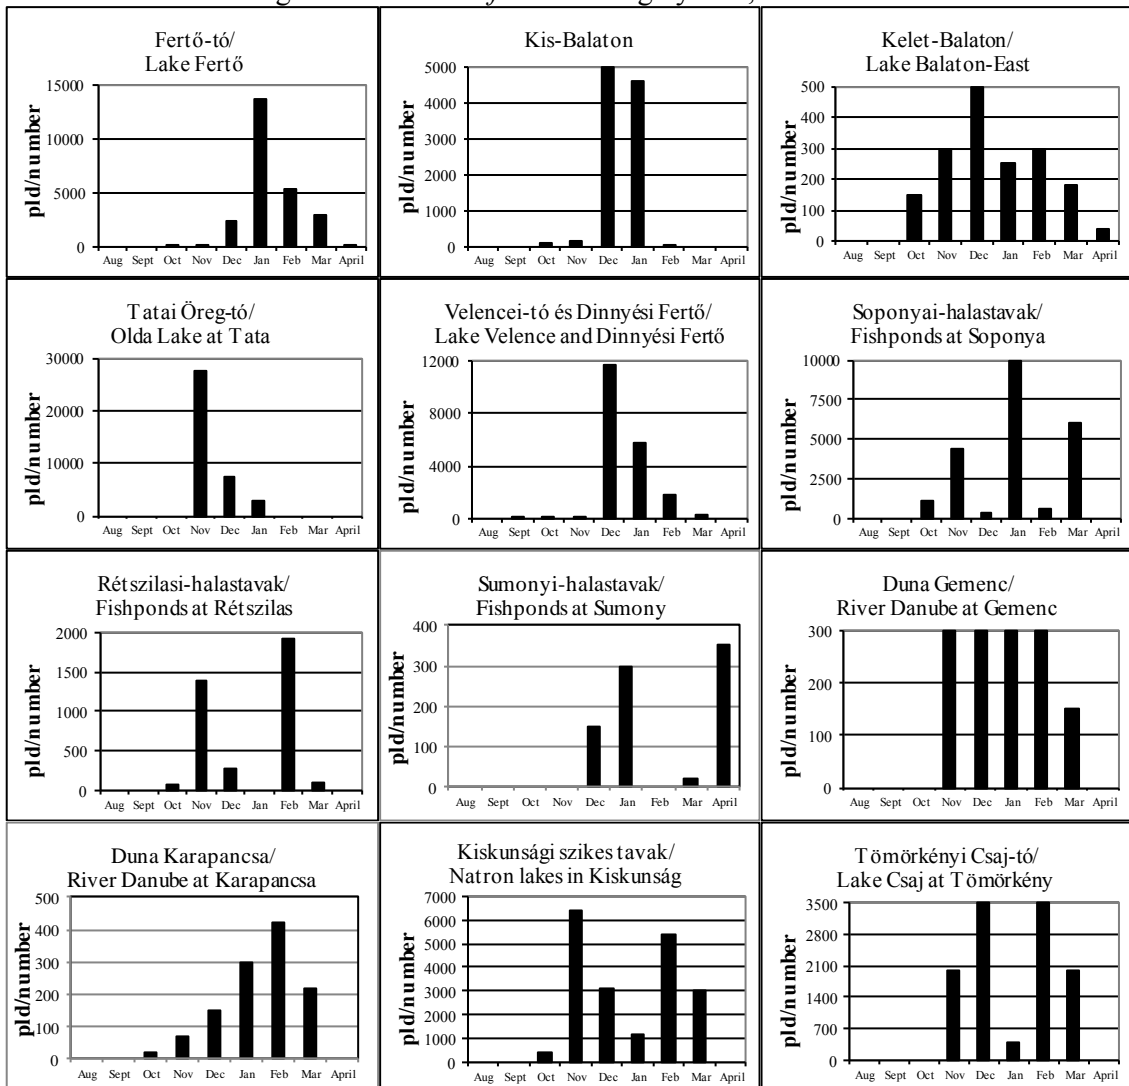 Fertő-tó/
Lake Fertő
pld/number
15000
10000
5000
0
Aug Sept Oct Nov Dec Jan Feb Mar April
Kis-Balaton
5000
4000
3000
2000
1000
0
Aug Sept Oct Nov Dec Jan Feb Mar April
Kelet-Balaton/
Lake Balaton-East
pld/number
500
400
300
200
100
0
Aug Sept Oct Nov Dec Jan Feb Mar April
Tatai Öreg-tó/
Olda Lake at Tata
pld/number
30000
20000
10000
0
Aug Sept Oct Nov Dec Jan Feb Mar April
Velencei-tó és Dinnyési Fertő/
Lake Velence and Dinnyési Fertő
pld/number
12000
8000
4000
0
Aug Sept Oct Nov Dec Jan Feb Mar April
Soponyai-halastavak/
Fishponds at Soponya
pld/number
10000
7500
5000
2500
0
Aug Sept Oct Nov Dec Jan Feb Mar April
Rétszilasi-halastavak/
Fishponds at Rétszilas
pld/number
2000
1500
1000
500
0
Aug Sept Oct Nov Dec Jan Feb Mar April
Sumonyi-halastavak/
Fishponds at Sumony
pld/number
400
300
200
100
0
Aug Sept Oct Nov Dec Jan Feb Mar April
Duna Gemenc/
River Danube at Gemenc
pld/number
300
200
100
0
Aug Sept Oct Nov Dec Jan Feb Mar April
Duna Karapancsa/
River Danube at Karapancsa
pld/number
500
400
300
200
100
0
Aug Sept Oct Nov Dec Jan Feb Mar April
Kiskunsági szikes tavak/
Natron lakes in Kiskunság
pld/number
7000
6000
5000
4000
3000
2000
1000
0
Aug Sept Oct Nov Dec Jan Feb Mar April
Tömörkényi Csaj-tó/
Lake Csaj at Tömörkény
pld/number
3500
2800
2100
1400
700
0
Aug Sept Oct Nov Dec Jan Feb Mar April